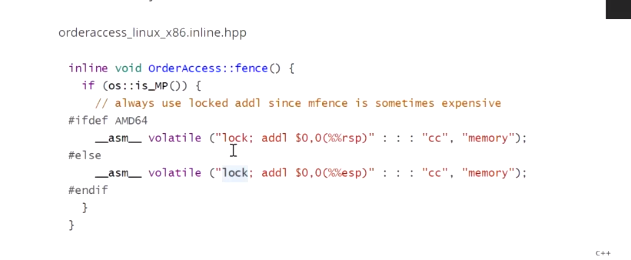 orderaccess_linux_x86.inline.hpp
inline void OrderAccess::fence() {
if (os::is_MP()) {
// always use locked addl since mfence is sometimes expensive
#ifdef AMD64
__asm__ volatile ("lock; addl $0,0(%%rsp)" : : : "cc", "memory");
#else
__asm__ volatile ("lock; addl $0,0(%%esp)" : : : "cc", "memory");
#endif
}
}
C++